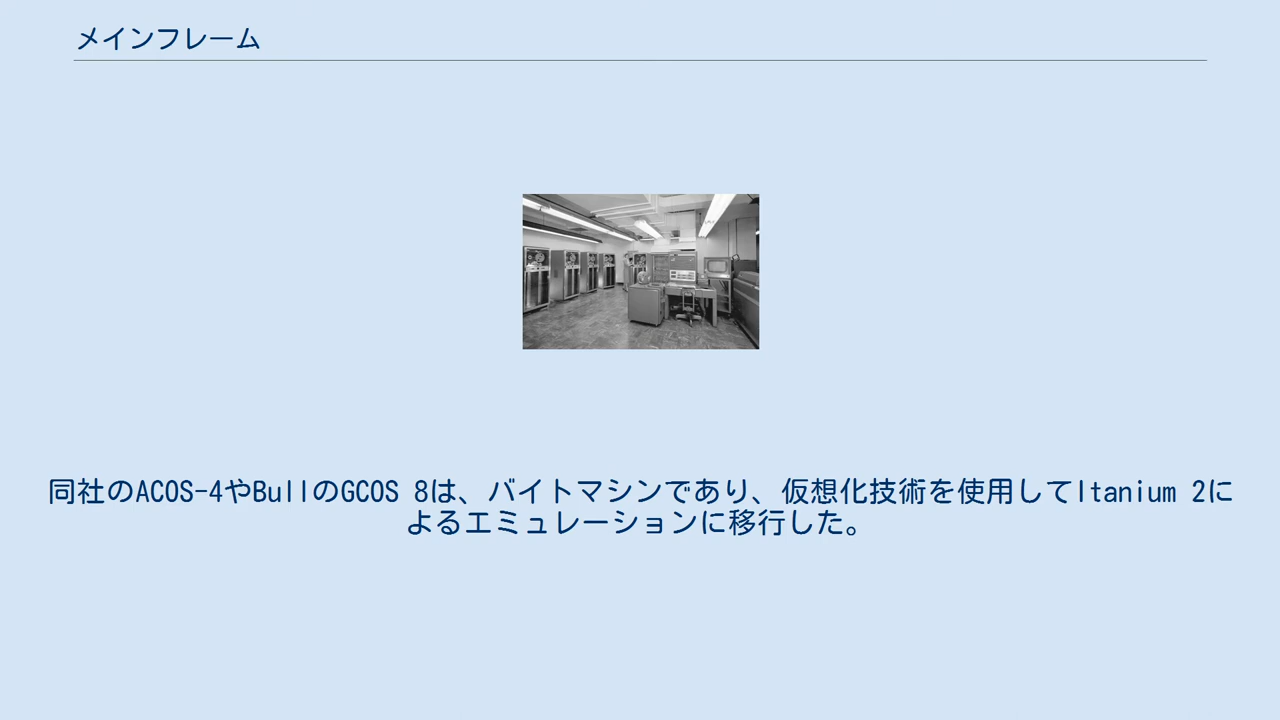 メインフレーム
同社のACOS-4やBullのGCOS 8は、バイトマシンであり、仮想化技術を使用してItanium 2に
よるエミュレーションに移行した。